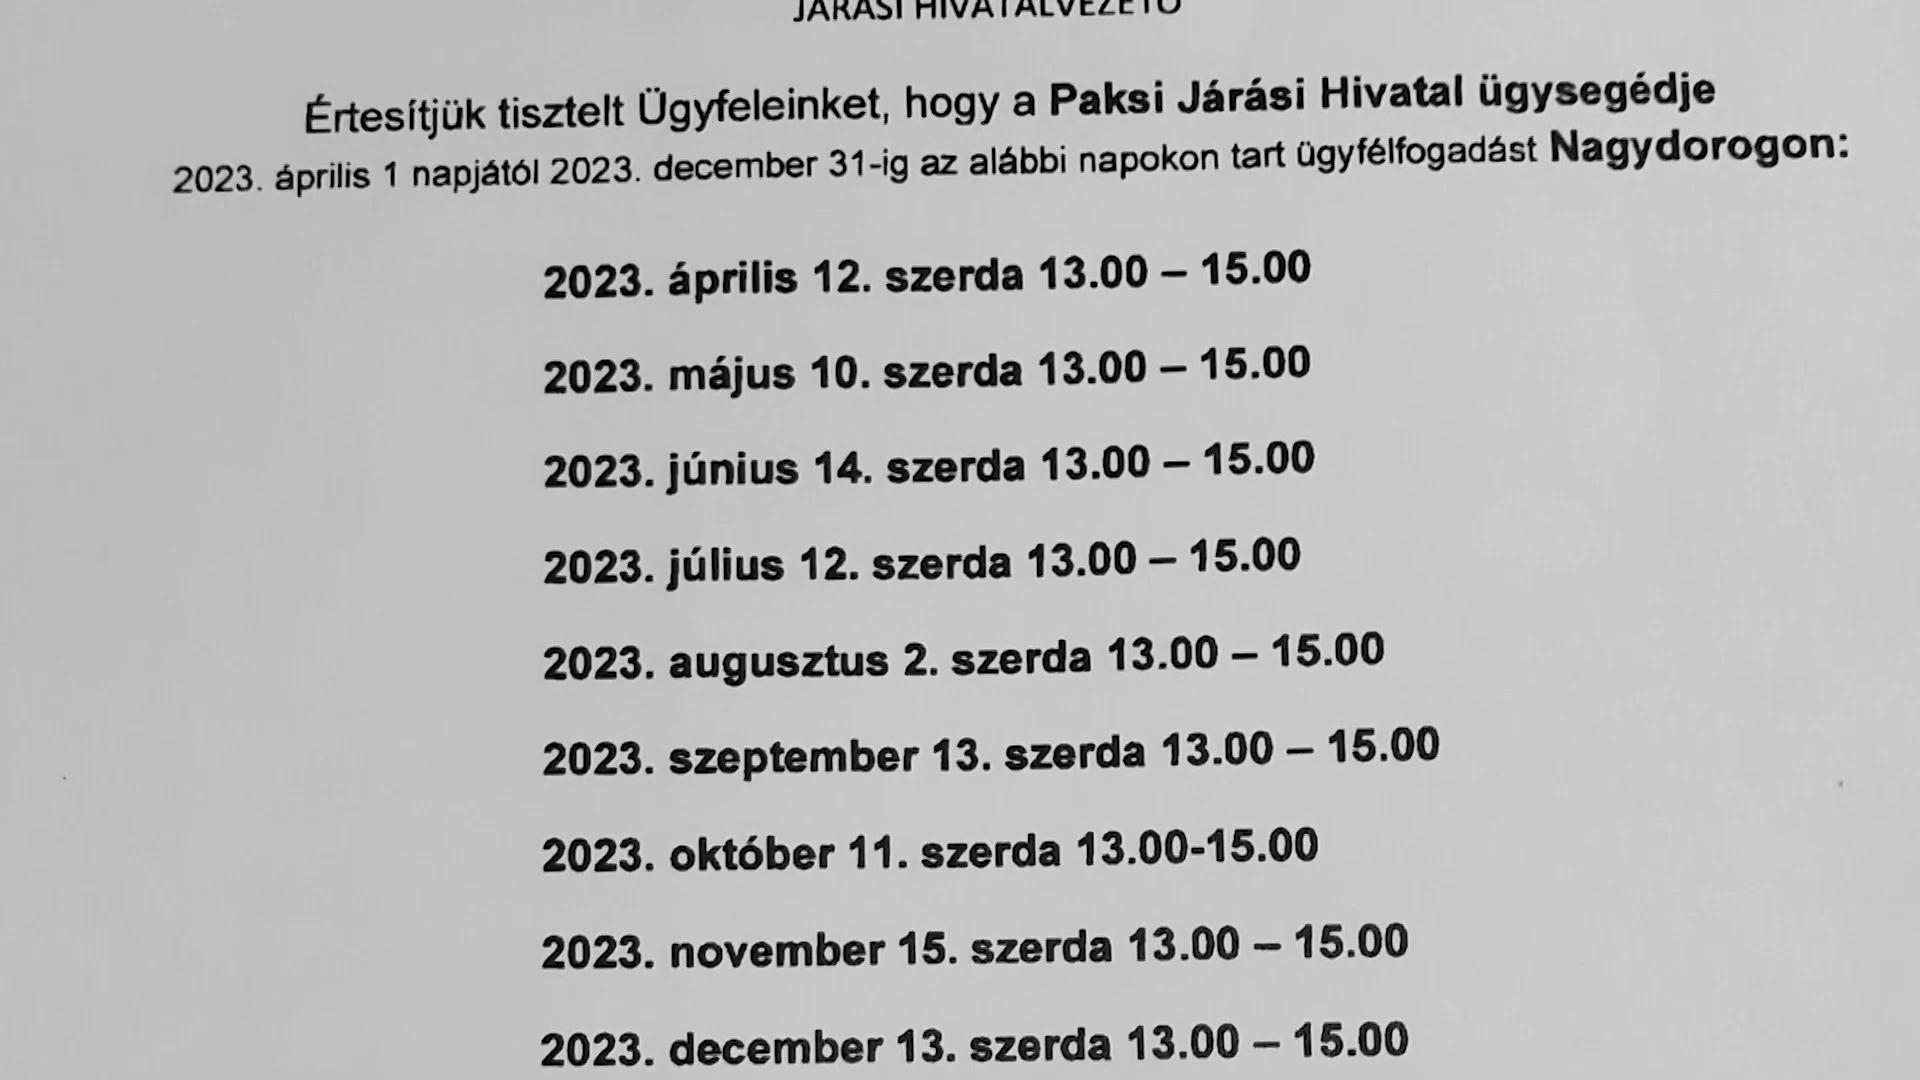 JÁRÁSI HIVATALVEZETŐ
Értesítjük tisztelt Ügyfeleinket, hogy a Paksi Járási Hivatal ügysegédje
2023. április 1 napjától 2023. december 31-ig az alábbi napokon tart ügyfélfogadást Nagydorogon:
2023. április 12. szerda 13.00 – 15.00
2023. május 10. szerda 13.00 – 15.00
2023. június 14. szerda 13.00 – 15.00
2023. július 12. szerda 13.00 – 15.00
2023. augusztus 2. szerda 13.00 – 15.00
2023. szeptember 13. szerda 13.00 – 15.00
2023. október 11. szerda 13.00-15.00
2023. november 15. szerda 13.00 – 15.00
2023. december 13. szerda 13.00 – 15.00